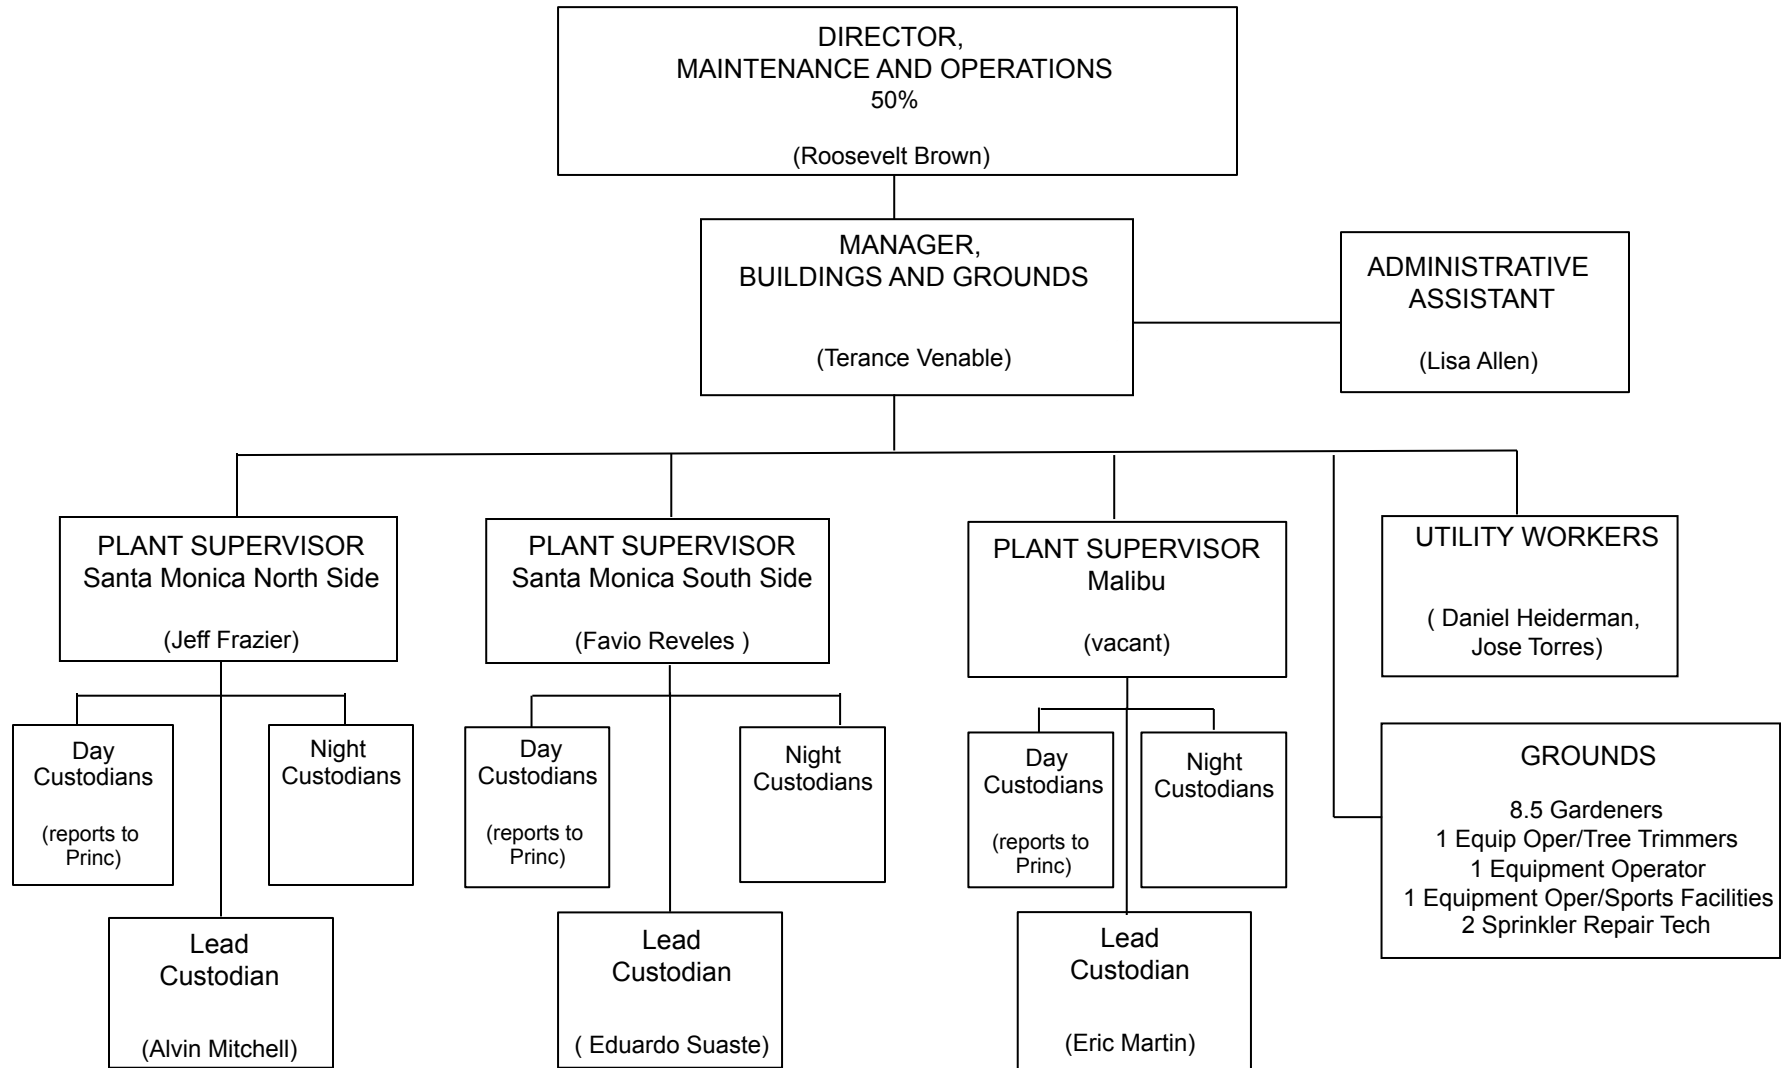 DIRECTOR,
MAINTENANCE AND OPERATIONS
50%
(Roosevelt Brown)
MANAGER,
BUILDINGS AND GROUNDS
(Terance Venable)
ADMINISTRATIVE
ASSISTANT
(Lisa Allen)
PLANT SUPERVISOR
Santa Monica North Side
(Jeff Frazier)
PLANT SUPERVISOR
Santa Monica South Side
(Favio Reveles )
PLANT SUPERVISOR
Malibu
(vacant)
UTILITY WORKERS
( Daniel Heiderman,
Jose Torres)
Day
Custodians
(reports to
Princ)
Night
Custodians
Day
Custodians
(reports to
Princ)
Night
Custodians
Day
Custodians
(reports to
Princ)
Night
Custodians
GROUNDS
8.5 Gardeners
1 Equip Oper/Tree Trimmers
1 Equipment Operator
1 Equipment Oper/Sports Facilities
2 Sprinkler Repair Tech
Lead
Custodian
(Alvin Mitchell)
Lead
Custodian
( Eduardo Suaste)
Lead
Custodian
(Eric Martin)